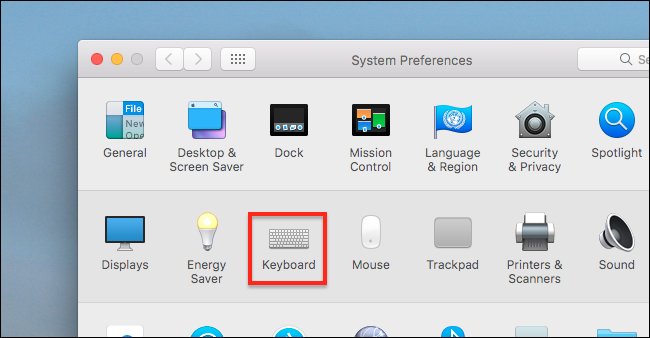 System Preferences
Se
File
New
Ope
General
Desktop &
Screen Saver
Dock
Mission
Control
Language
& Region
Security
& Privacy
Spotlight
Displays
Energy
Saver
Keyboard
Mouse
Trackpad
Printers &
Scanners
Sound